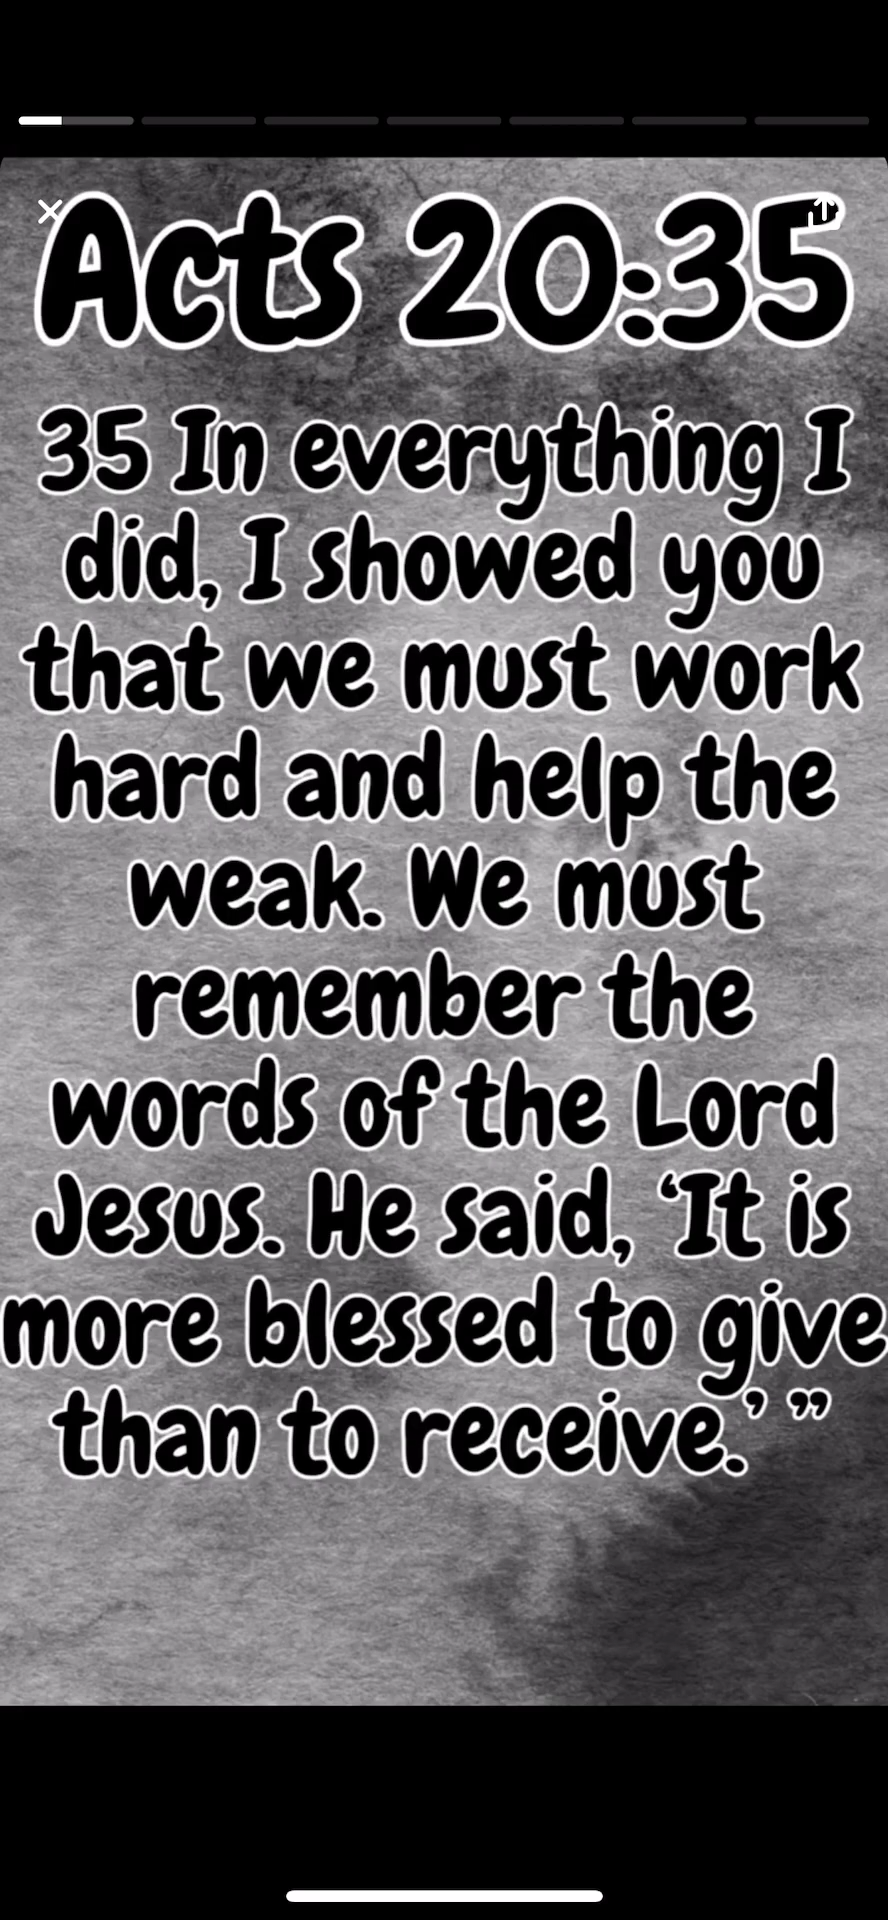 Acts 20:35
35 In everything I
did, I showed you
that we must work
hard and help the
weak. We must
remember the
words of the Lord
Jesus. He said, ‘It is
more blessed to give
than to receive.’ ”